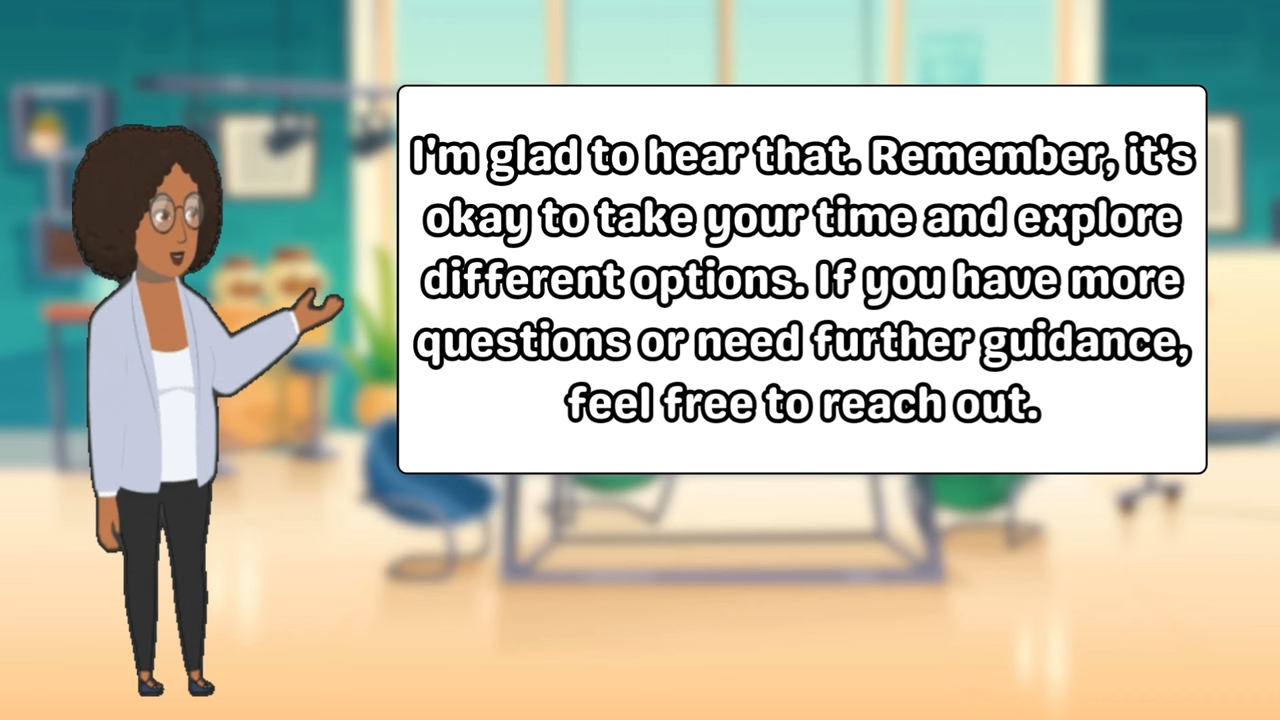 I'm glad to hear that. Remember, it's
okay to take your time and explore
different options. If you have more
questions or need further guidance,
feel free to reach out.